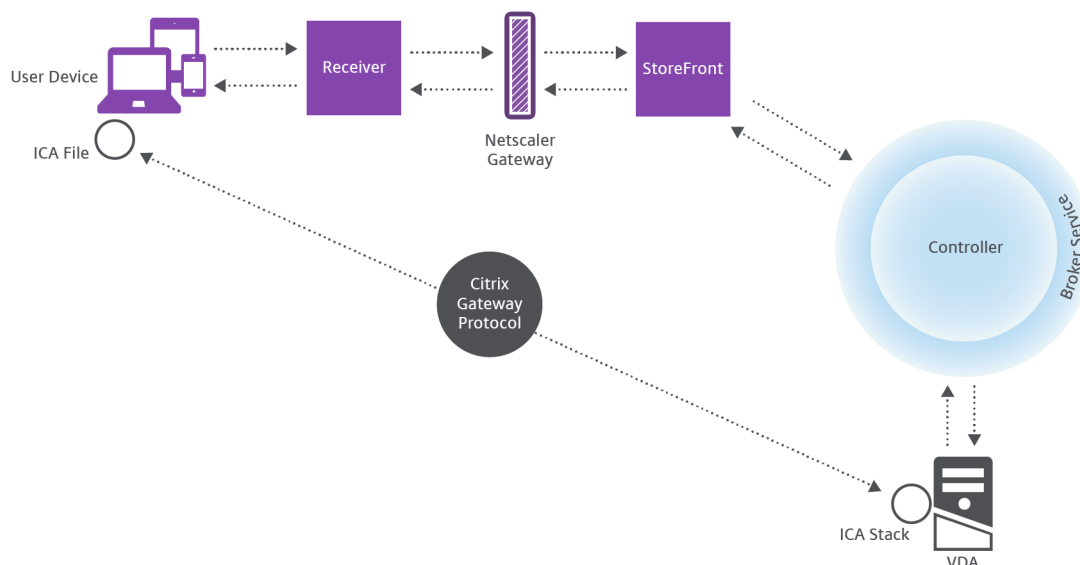 User Device
Receiver
StoreFront
Netscaler
Gateway
ICA File
Controller
Broker Service
Citrix
Gateway
Protocol
ICA Stack
VDA